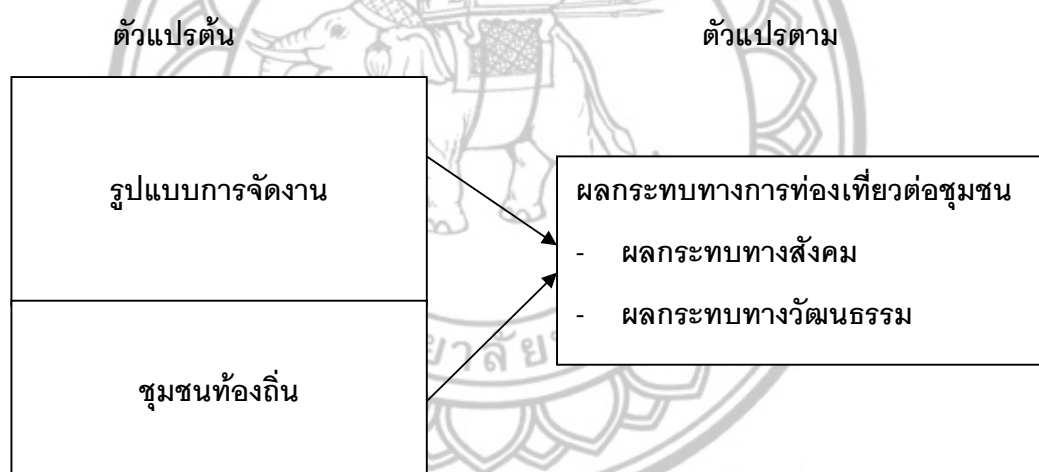 ตัวแปรต้น
ตัวแปรตาม
รูปแบบการจัดงาน
ผลกระทบทางการท่องเที่ยวต่อชุมชน
- ผลกระทบทางสังคม
- ผลกระทบทางวัฒนธรรม
ชุมชนท้องถิ่น